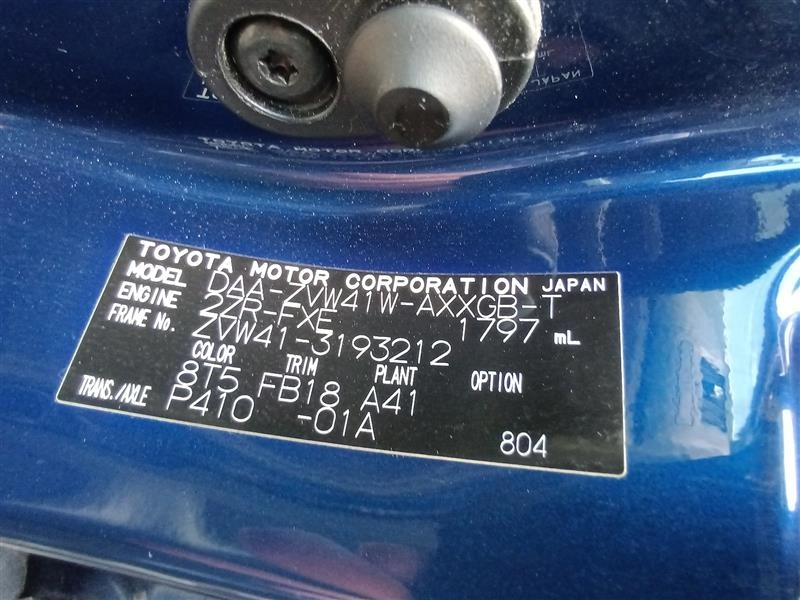 TOYOTA MOTOR CORPORATION JAPAN
MODEL DAA-ZVW41W-AXXGB-T
ENGINE 2ZR-FXE 1797 mL
FRAME No. ZVW41-3193212
COLOR TRIM PLANT OPTION
8T5 FB18 A41
TRANS./AXLE P410 -01A
804